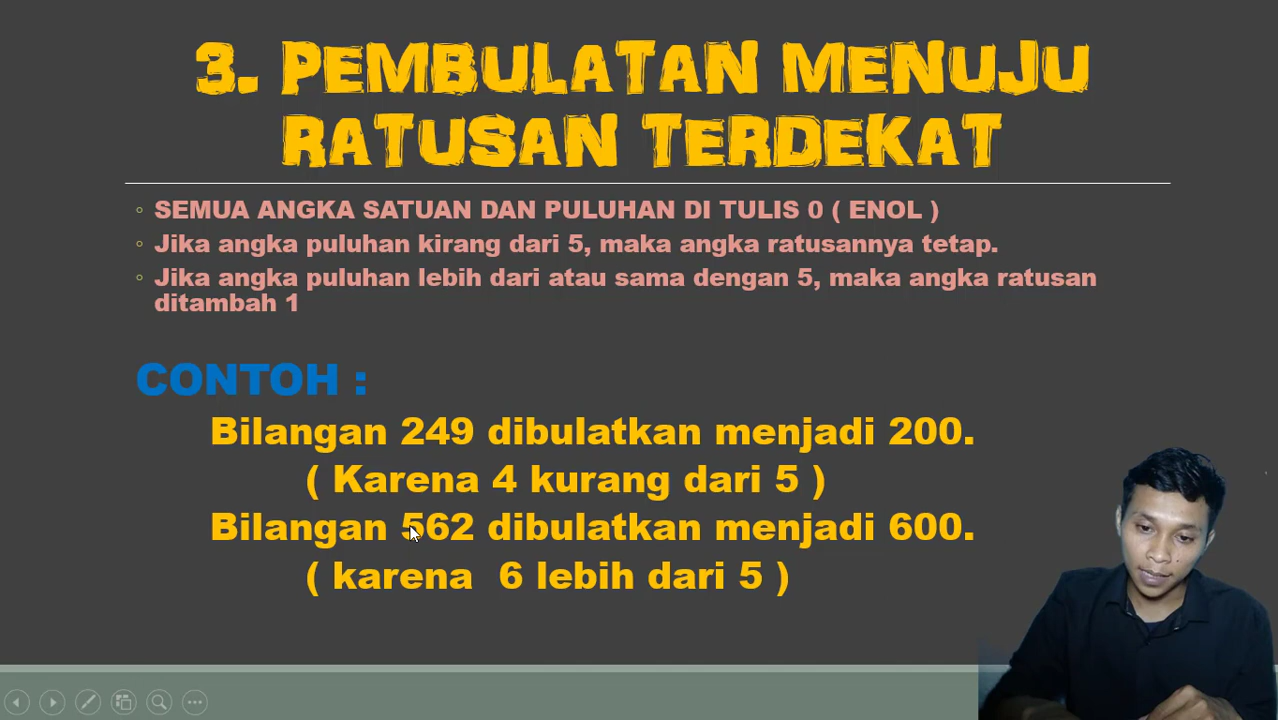 3. PEMBULATAN MENUJU
RATUSAN TERDEKAT
SEMUA ANGKA SATUAN DAN PULUHAN DI TULIS 0 ( ENOL )
Jika angka puluhan kirang dari 5, maka angka ratusannya tetap.
Jika angka puluhan lebih dari atau sama dengan 5, maka angka ratusan
ditambah 1
CONTOH :
Bilangan 249 dibulatkan menjadi 200.
( Karena 4 kurang dari 5 )
Bilangan 562 dibulatkan menjadi 600.
( karena  6 lebih dari 5 )